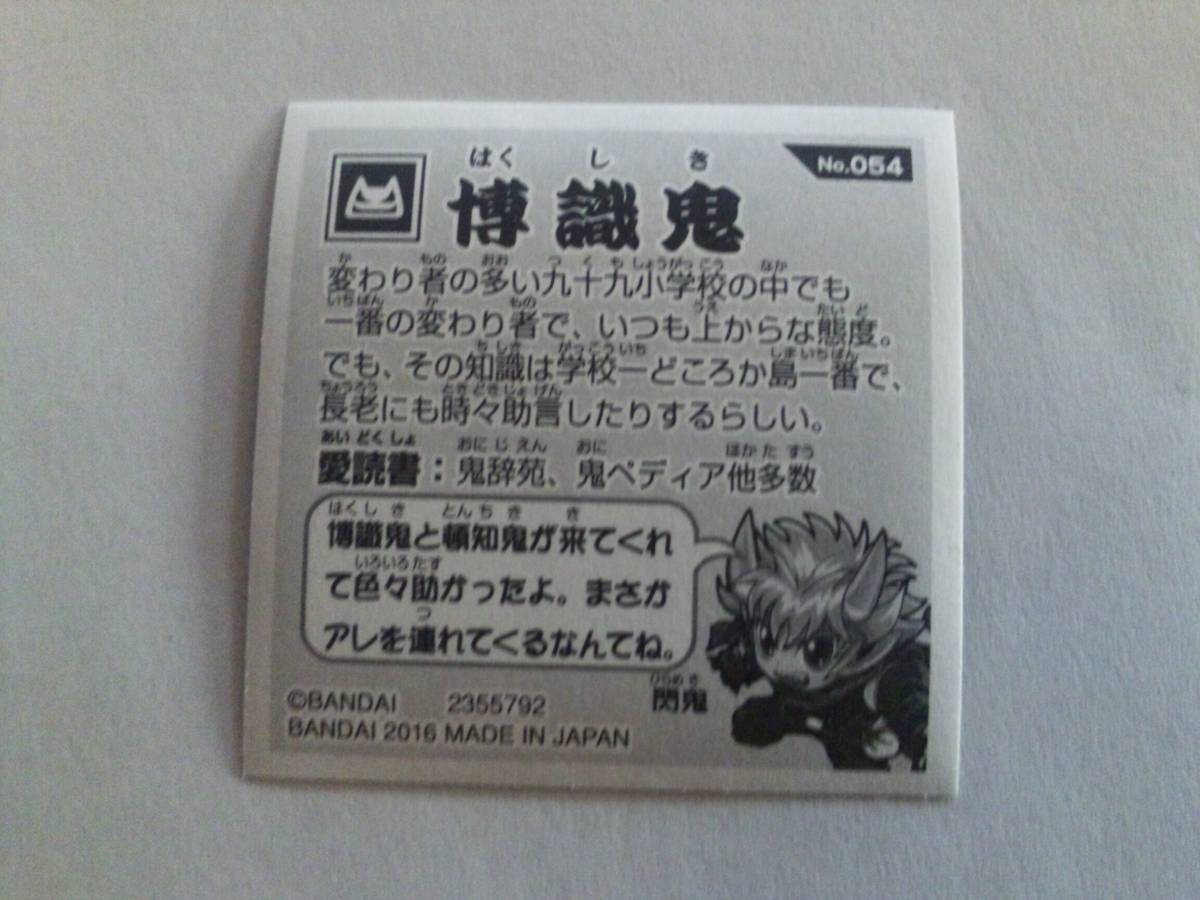 No.054
はくしき
博識鬼
変わり者の多い九十九小学校の中でも
一番の変わり者で、いつも上からな態度。
でも、その知識は学校一どころか島一番で、
長老にも時々助言したりするらしい。
愛読書：鬼辞苑、鬼ペディア他多数
博識鬼と頓知鬼が来てくれ
て色々助かったよ。まさか
アレを連れてくるなんてね。
閃鬼
©BANDAI 2355792
BANDAI 2016 MADE IN JAPAN